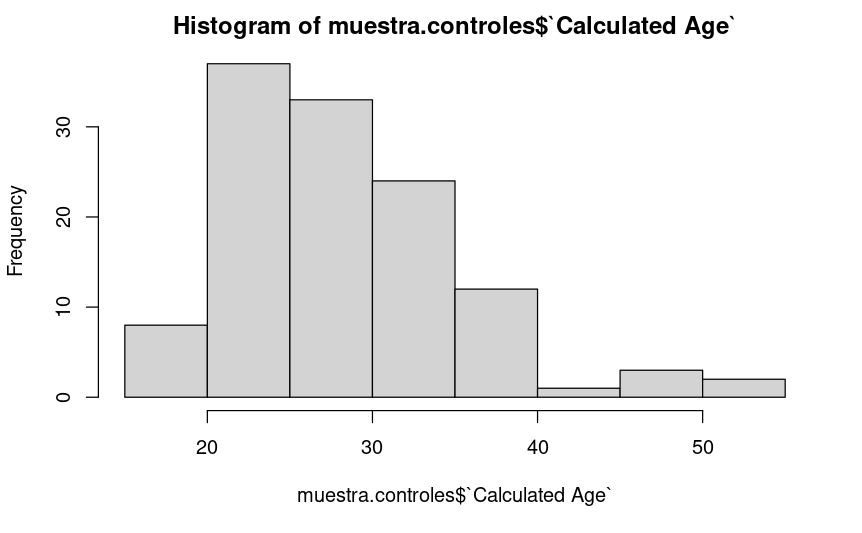 Histogram of muestra.controles$`Calculated Age`
Frequency
30
20
10
0
20 30 40 50
muestra.controles$`Calculated Age`